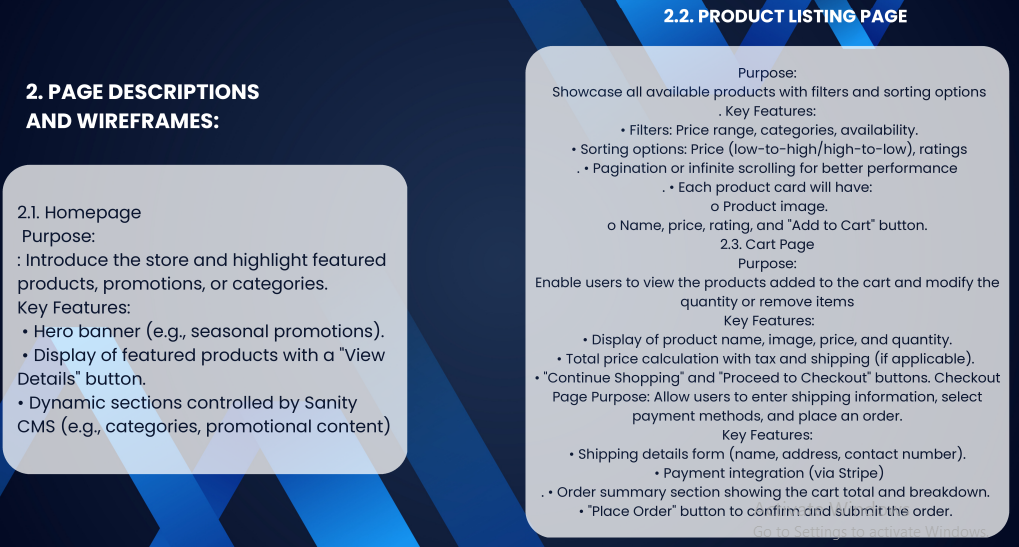 2. PAGE DESCRIPTIONS
AND WIREFRAMES:
2.1. Homepage
Purpose:
: Introduce the store and highlight featured
products, promotions, or categories.
Key Features:
• Hero banner (e.g., seasonal promotions).
• Display of featured products with a "View
Details" button.
• Dynamic sections controlled by Sanity
CMS (e.g., categories, promotional content)
2.2. PRODUCT LISTING PAGE
Purpose:
Showcase all available products with filters and sorting options
. Key Features:
• Filters: Price range, categories, availability.
• Sorting options: Price (low-to-high/high-to-low), ratings
. • Pagination or infinite scrolling for better performance
. • Each product card will have:
o Product image.
o Name, price, rating, and "Add to Cart" button.
2.3. Cart Page
Purpose:
Enable users to view the products added to the cart and modify the
quantity or remove items
Key Features:
• Display of product name, image, price, and quantity.
• Total price calculation with tax and shipping (if applicable).
• "Continue Shopping" and "Proceed to Checkout" buttons. Checkout
Page Purpose: Allow users to enter shipping information, select
payment methods, and place an order.
Key Features:
• Shipping details form (name, address, contact number).
• Payment integration (via Stripe)
. • Order summary section showing the cart total and breakdown.
• "Place Order" button to confirm and submit the order.
Activate Windows
Go to Settings to activate Windows.